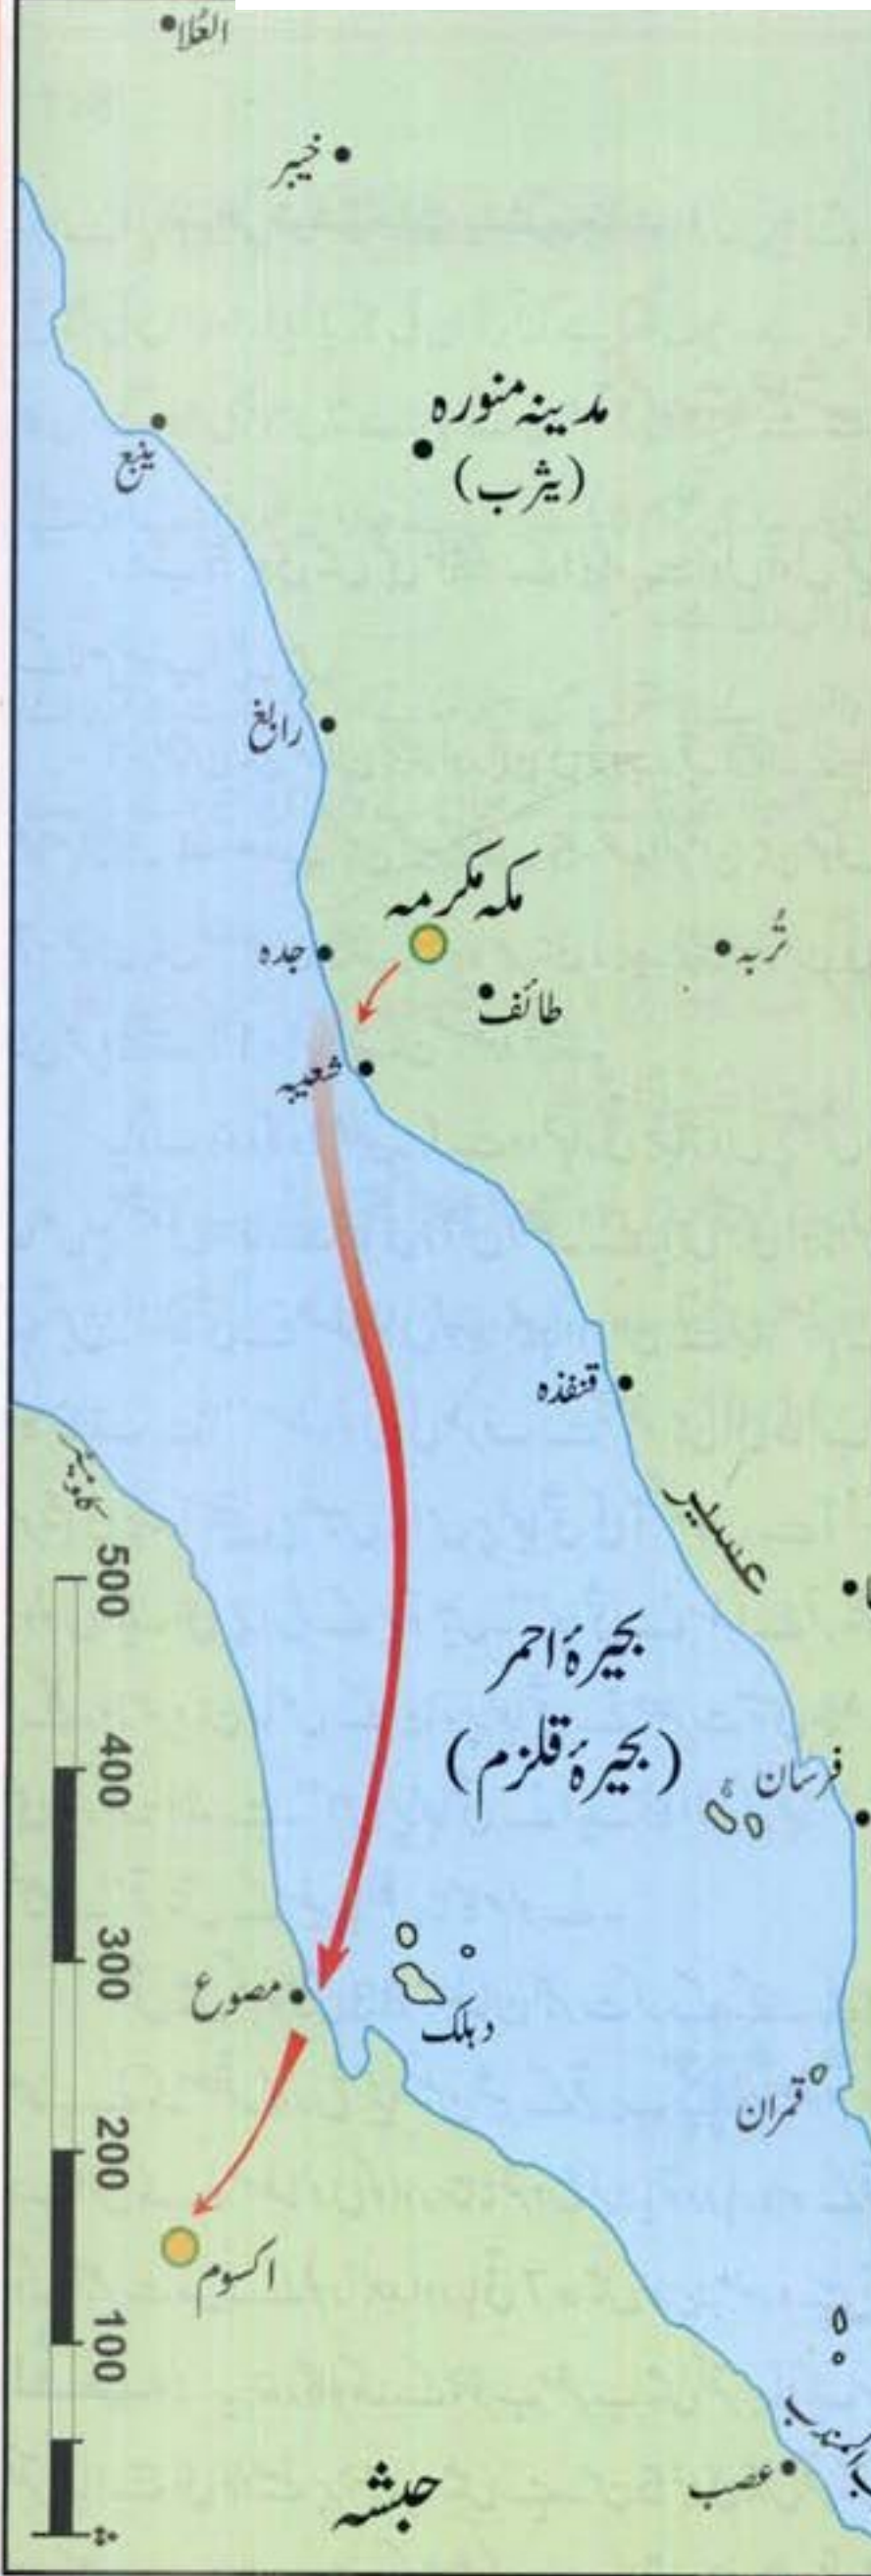 العُلا
خیبر
مدینہ منورہ
(یثرب)
ینبع
رابغ
مکہ مکرمہ
جدہ
طائف
تُربہ
شعیبہ
قنفذہ
عسیر
کلومیٹر
500
400
300
200
100
بحیرۂ احمر
(بحیرۂ قلزم)
فرسان
مصوع
دہلک
قمران
اکسوم
حبشہ
عصب
المندب